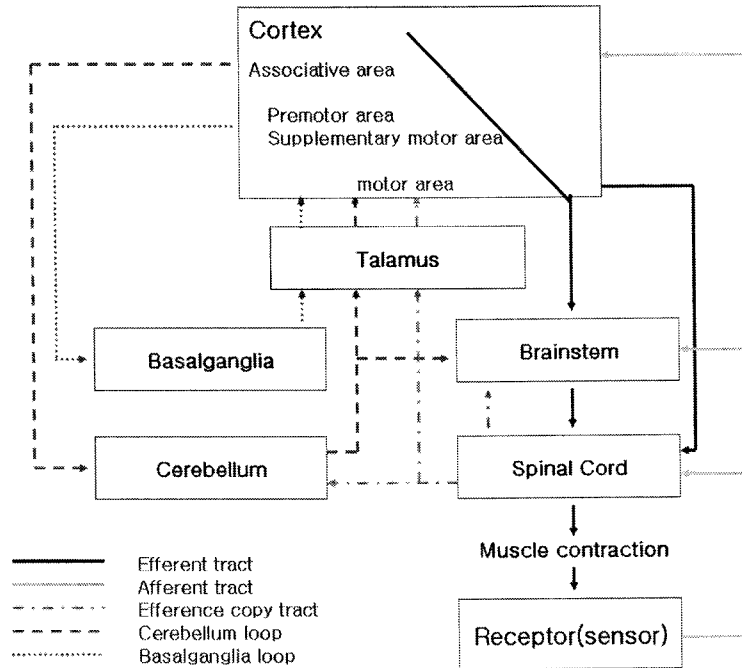 Cortex
Associative area
Premotor area
Supplementary motor area
motor area
Talamus
Basalganglia
Brainstem
Cerebellum
Spinal Cord
Muscle contraction
Receptor(sensor)
Efferent tract
Afferent tract
Efference copy tract
Cerebellum loop
Basalganglia loop